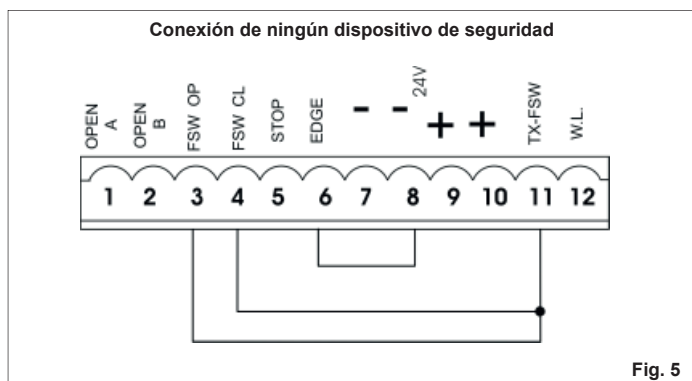 Conexión de ningún dispositivo de seguridad
OPEN A
OPEN B
FSW OP
FSW CL
STOP
EDGE
- -
24V
+ +
TX-FSW
W.L.
1 2 3 4 5 6 7 8 9 10 11 12
Fig. 5